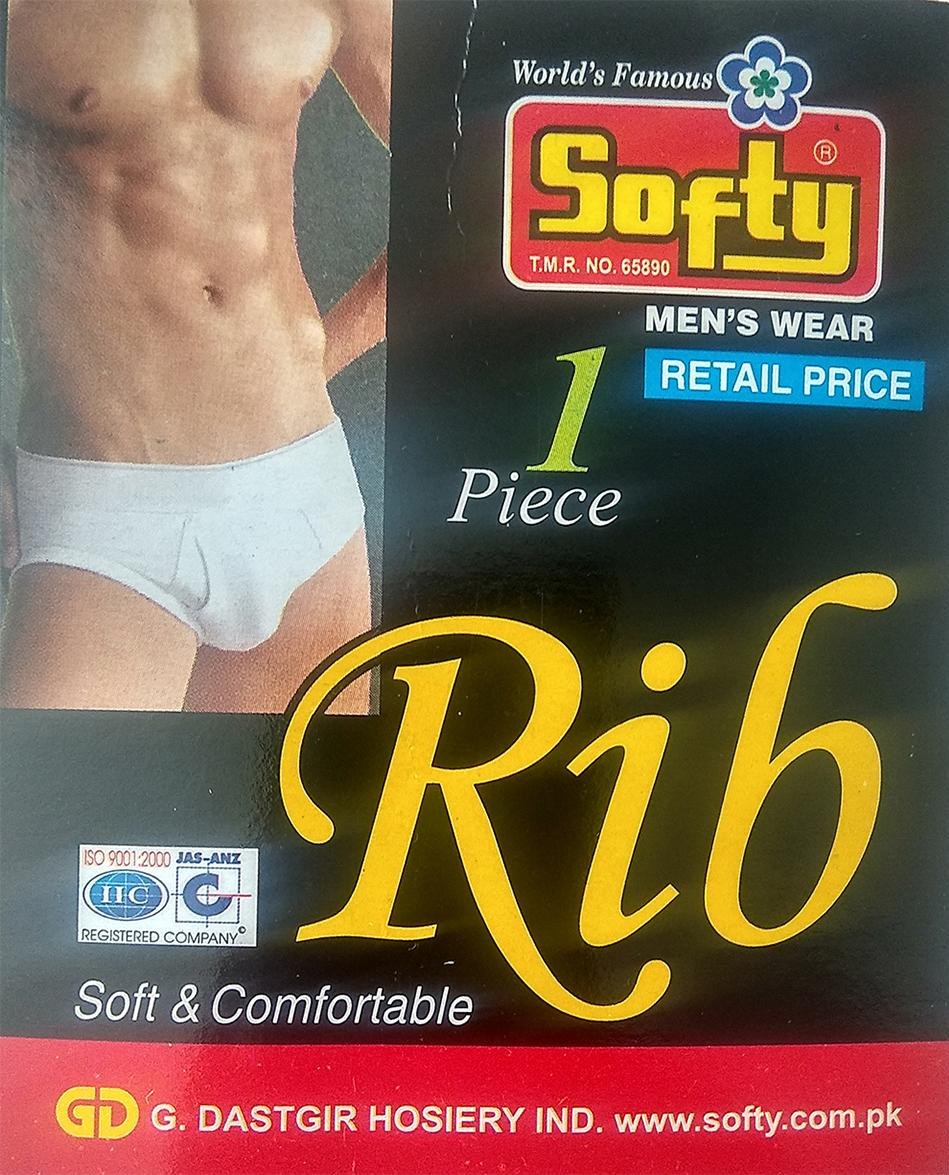 World's Famous
Softy ®
T.M.R. NO. 65890
MEN'S WEAR
RETAIL PRICE
1
Piece
Rib
ISO 9001:2000 JAS-ANZ
IIC C
REGISTERED COMPANY©
Soft & Comfortable
GD G. DASTGIR HOSIERY IND. www.softy.com.pk